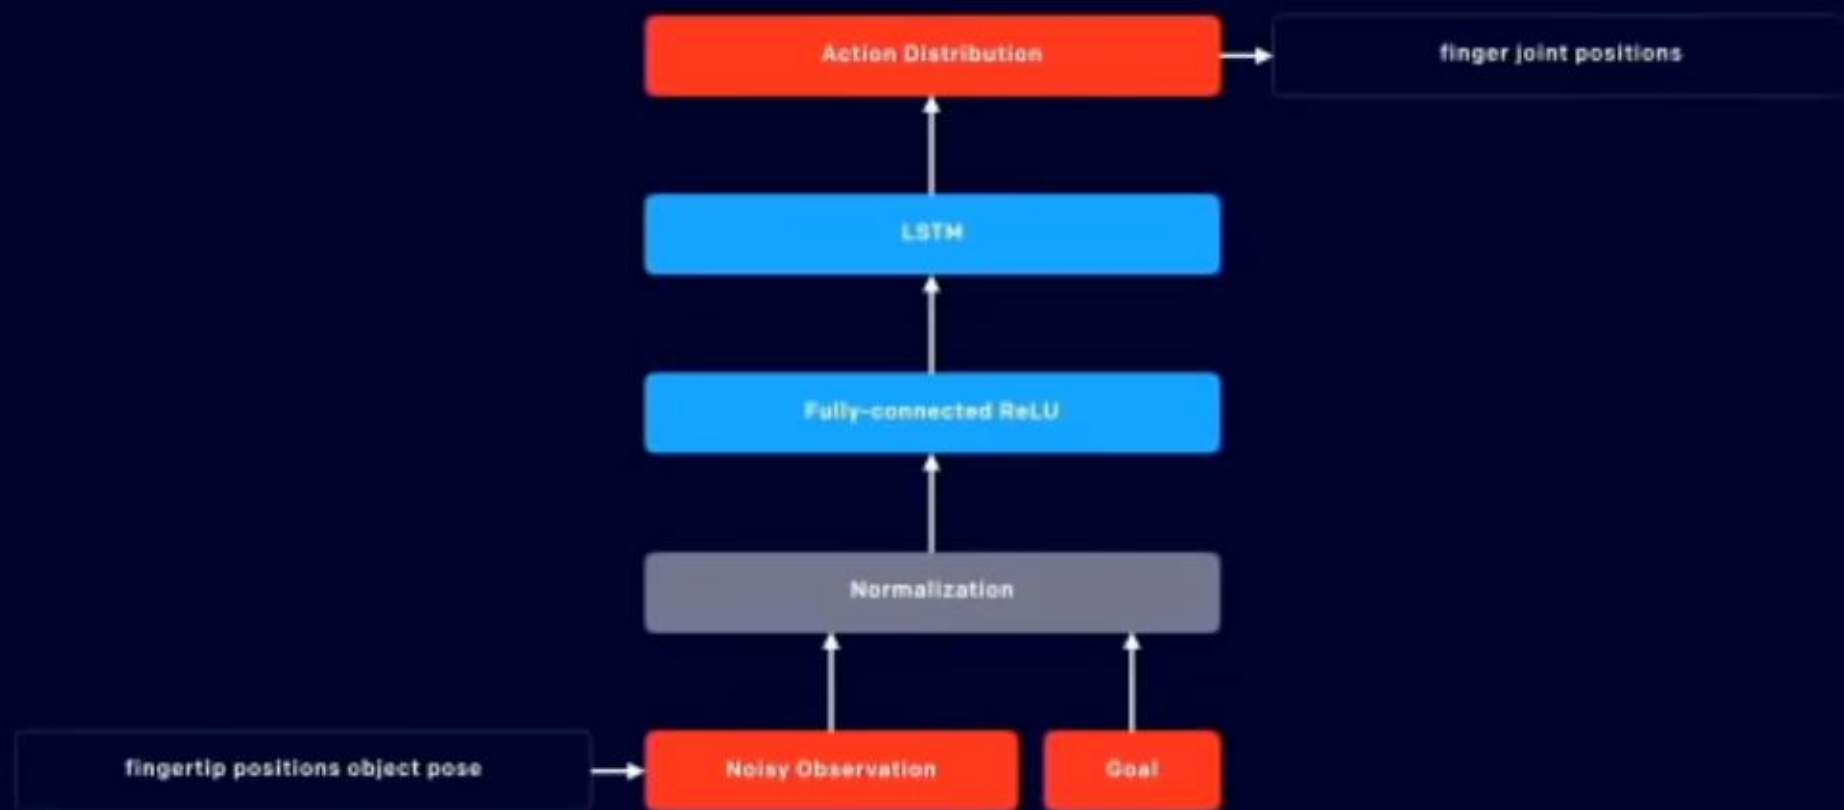 Action Distribution
finger joint positions
LSTM
Fully-connected ReLU
Normalization
fingertip positions object pose
Noisy Observation
Goal